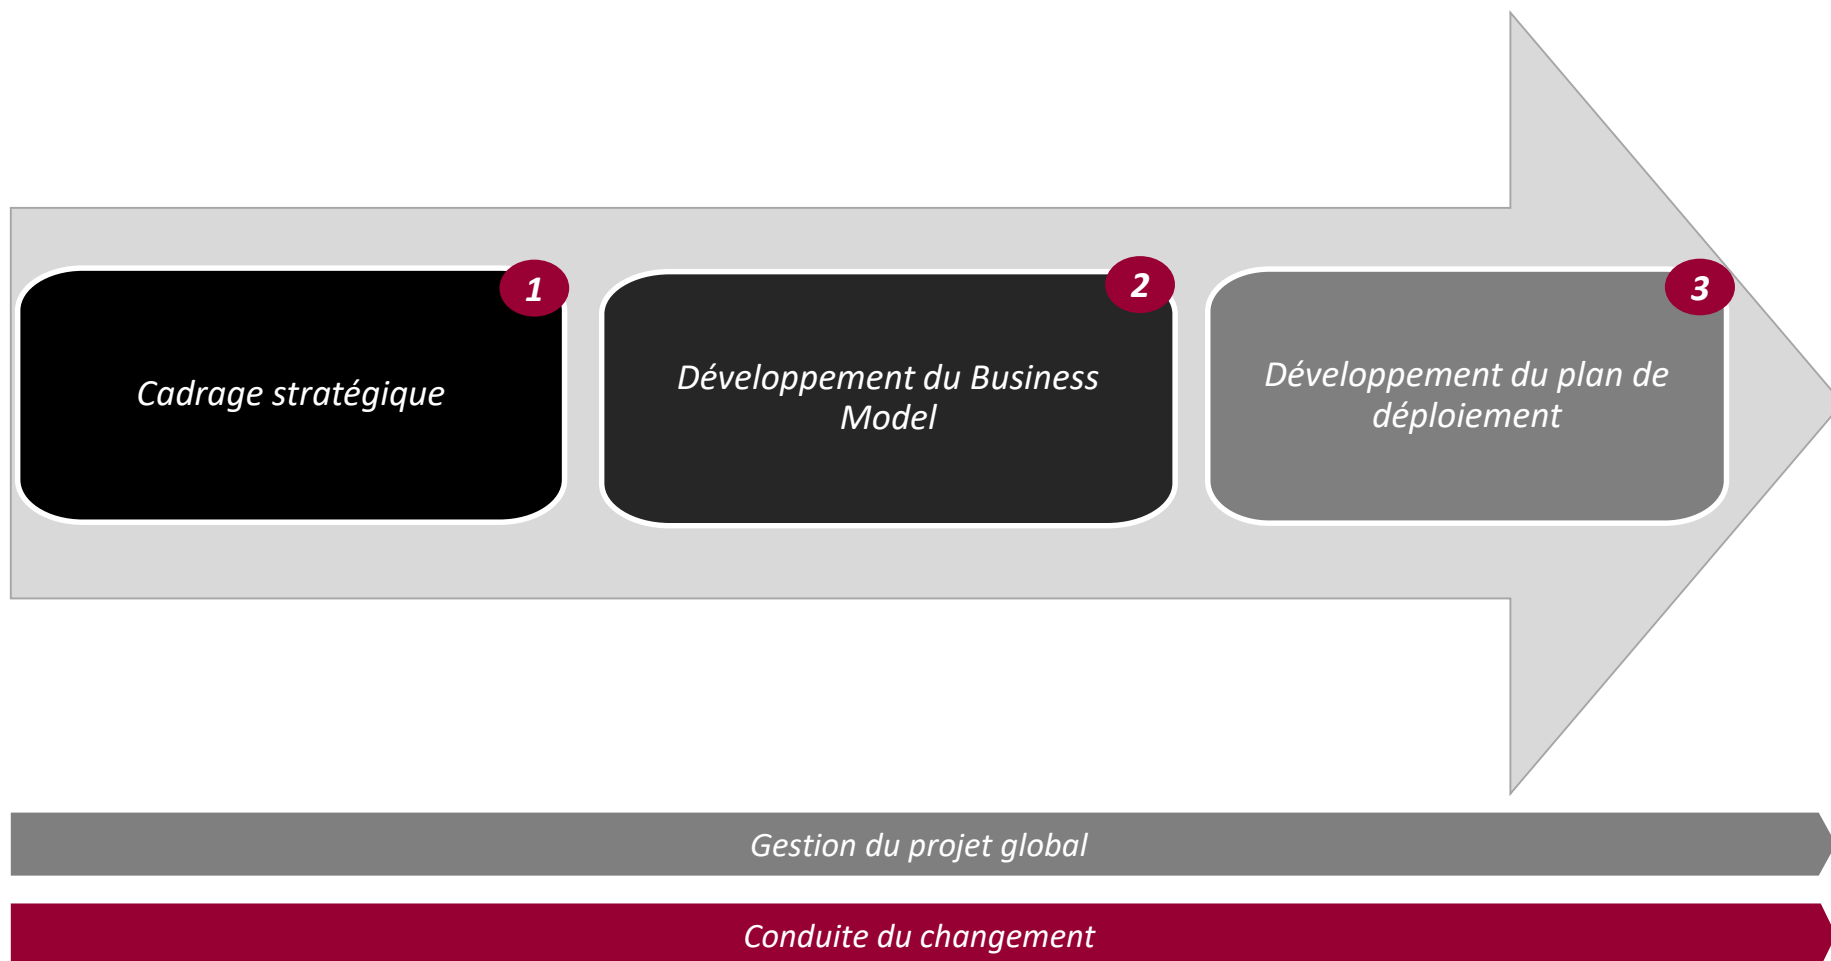 1
Cadrage stratégique
2
Développement du Business
Model
3
Développement du plan de
déploiement
Gestion du projet global
Conduite du changement